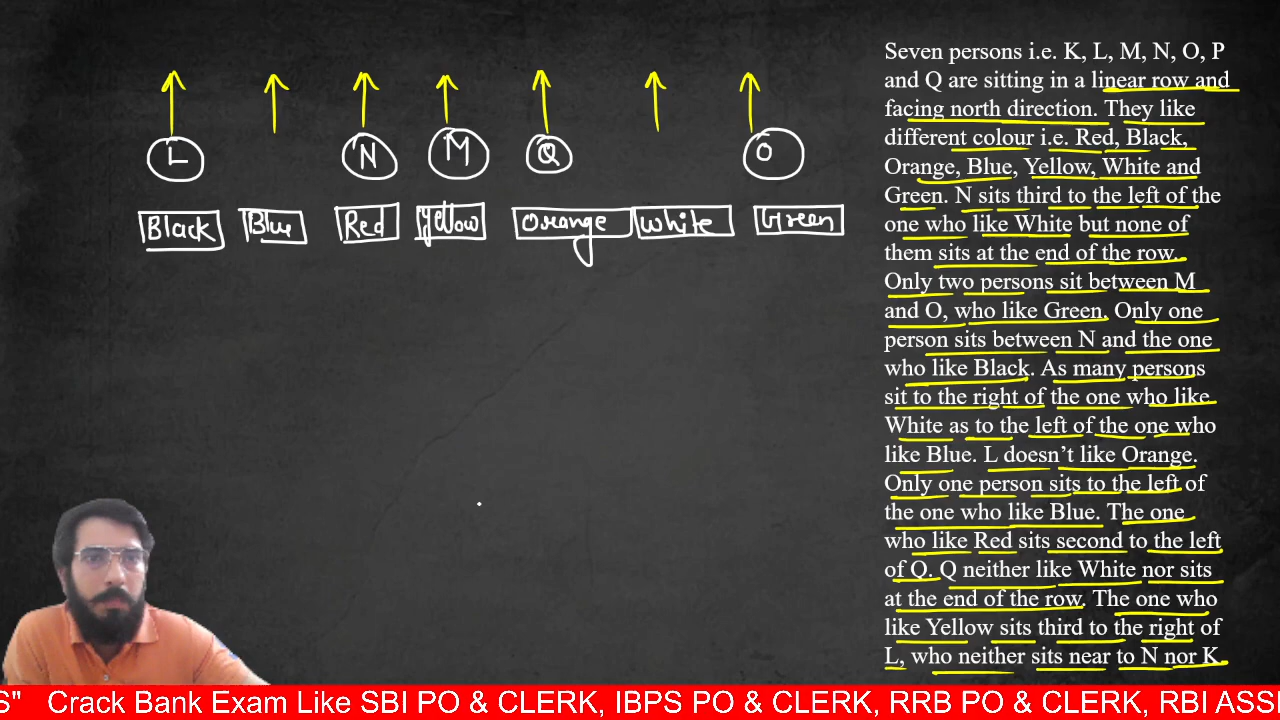 L N M Q O
Black Blue Red Yellow Orange White Green
Seven persons i.e. K, L, M, N, O, P
and Q are sitting in a linear row and
facing north direction. They like
different colour i.e. Red, Black,
Orange, Blue, Yellow, White and
Green. N sits third to the left of the
one who like White but none of
them sits at the end of the row.
Only two persons sit between M
and O, who like Green. Only one
person sits between N and the one
who like Black. As many persons
sit to the right of the one who like
White as to the left of the one who
like Blue. L doesn’t like Orange.
Only one person sits to the left of
the one who like Blue. The one
who like Red sits second to the left
of Q. Q neither like White nor sits
at the end of the row. The one who
like Yellow sits third to the right of
L, who neither sits near to N nor K.
S" Crack Bank Exam Like SBI PO & CLERK, IBPS PO & CLERK, RRB PO & CLERK, RBI ASS